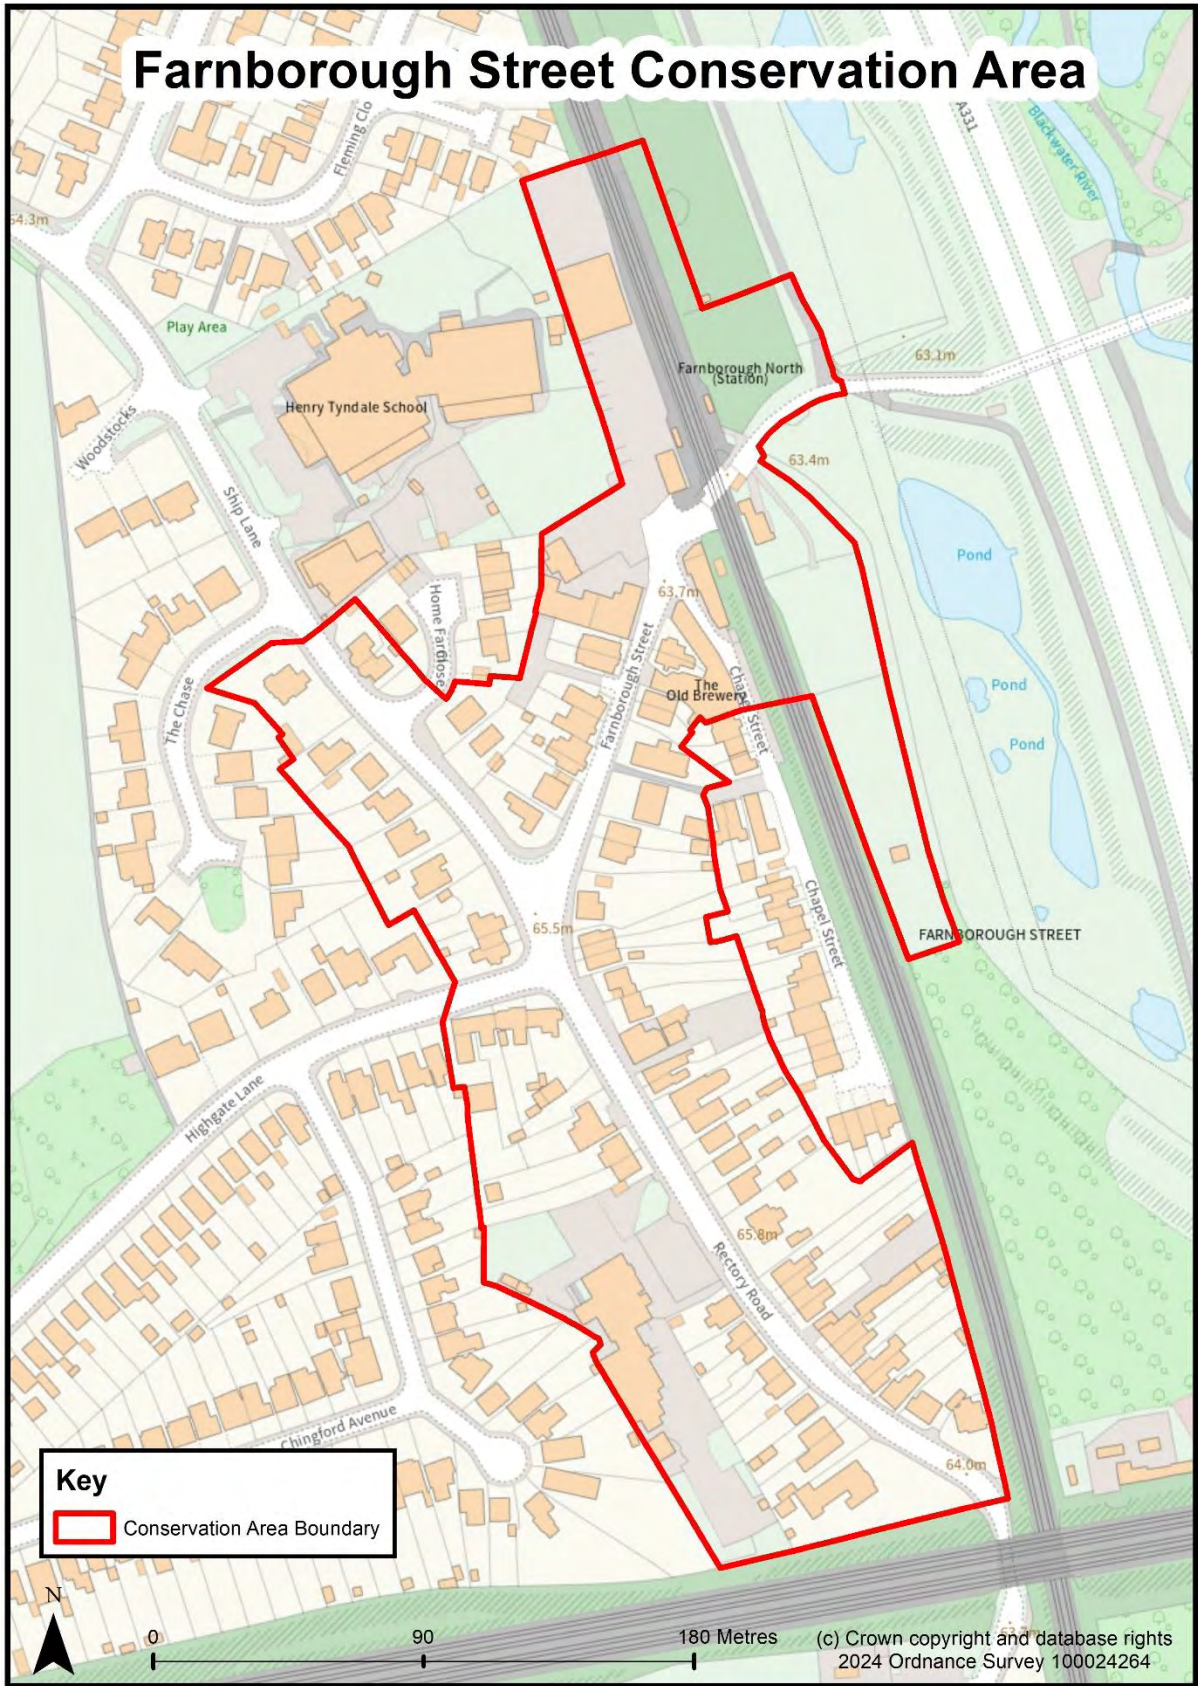 Farnborough Street Conservation Area
Fleming Clo
A331
Blackwater River
64.3m
Play Area
63.1m
Farnborough North
(Station)
Henry Tyndale School
Woodstocks
63.4m
Ship Lane
Pond
Home Farm
Close
63.7m
Farnborough Street
The Chase
The
Old Brewery
Chapel Street
Pond
Pond
Chapel Street
65.5m
FARNBOROUGH STREET
Highgate Lane
65.8m
Rectory Road
Chingford Avenue
64.0m
Key
Conservation Area Boundary
N
0
90
180 Metres
(c) Crown copyright and database rights
2024 Ordnance Survey 100024264